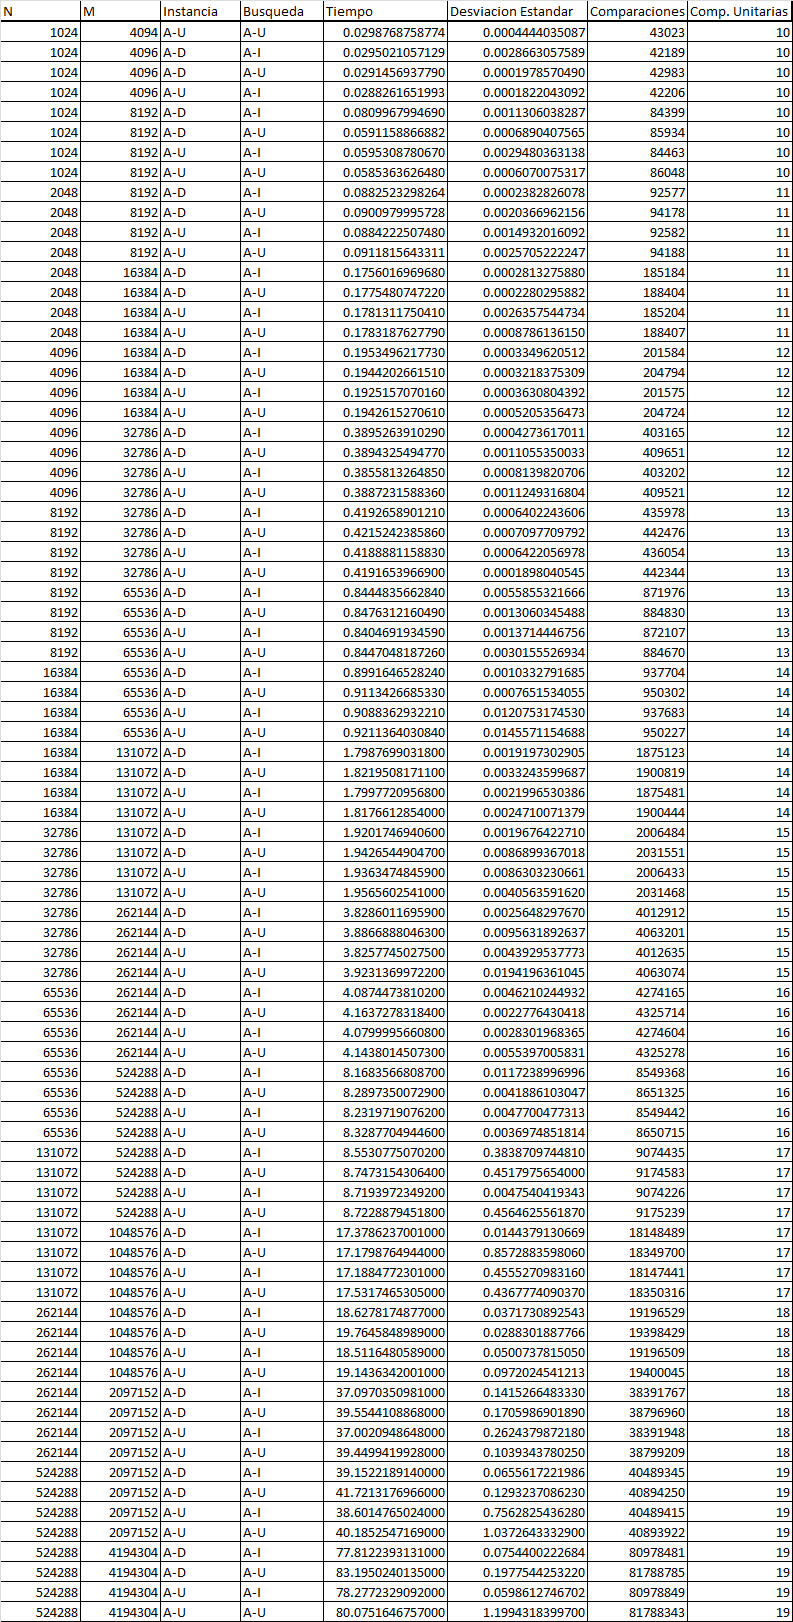 N M Instancia Busqueda Tiempo Desviacion Estandar Comparaciones Comp. Unitarias
1024 4094 A-U A-U 0.0298768758774 0.0004444035087 43023 10
1024 4096 A-D A-I 0.0295021057129 0.0028663057589 42189 10
1024 4096 A-D A-U 0.0291456937790 0.0001978570490 42983 10
1024 4096 A-U A-I 0.0288261651993 0.0001822043092 42206 10
1024 8192 A-D A-I 0.0809967994690 0.0011306038287 84399 10
1024 8192 A-D A-U 0.0591158866882 0.0006890407565 85934 10
1024 8192 A-U A-I 0.0595308780670 0.0029480363138 84463 10
1024 8192 A-U A-U 0.0585363626480 0.0006070075317 86048 10
2048 8192 A-D A-I 0.0882523298264 0.0002382826078 92577 11
2048 8192 A-D A-U 0.0900979995728 0.0020366962156 94178 11
2048 8192 A-U A-I 0.0884222507480 0.0014932016092 92582 11
2048 8192 A-U A-U 0.0911815643311 0.0025705222247 94188 11
2048 16384 A-D A-I 0.1756016969680 0.0002813275880 185184 11
2048 16384 A-D A-U 0.1775480747220 0.0002280295882 188404 11
2048 16384 A-U A-I 0.1781311750410 0.0026357544734 185204 11
2048 16384 A-U A-U 0.1783187627790 0.0008786136150 188407 11
4096 16384 A-D A-I 0.1953496217730 0.0003349620512 201584 12
4096 16384 A-D A-U 0.1944202661510 0.0003218375309 204794 12
4096 16384 A-U A-I 0.1925157070160 0.0003630804392 201575 12
4096 16384 A-U A-U 0.1942615270610 0.0005205356473 204724 12
4096 32786 A-D A-I 0.3895263910290 0.0004273617011 403165 12
4096 32786 A-D A-U 0.3894325494770 0.0011055350033 409651 12
4096 32786 A-U A-I 0.3855813264850 0.0008139820706 403202 12
4096 32786 A-U A-U 0.3887231588360 0.0011249316804 409521 12
8192 32786 A-D A-I 0.4192658901210 0.0006402243606 435978 13
8192 32786 A-D A-U 0.4215242385860 0.0007097709792 442476 13
8192 32786 A-U A-I 0.4188881158830 0.0006422056978 436054 13
8192 32786 A-U A-U 0.4191653966900 0.0001898040545 442344 13
8192 65536 A-D A-I 0.8444835662840 0.0055855321666 871976 13
8192 65536 A-D A-U 0.8476312160490 0.0013060345488 884830 13
8192 65536 A-U A-I 0.8404691934590 0.0013714446756 872107 13
8192 65536 A-U A-U 0.8447048187260 0.0030155526934 884670 13
16384 65536 A-D A-I 0.8991646528240 0.0010332791685 937704 14
16384 65536 A-D A-U 0.9113426685330 0.0007651534055 950302 14
16384 65536 A-U A-I 0.9088362932210 0.0120753174530 937683 14
16384 65536 A-U A-U 0.9211364030840 0.0145571154688 950227 14
16384 131072 A-D A-I 1.7987699031800 0.0019197302905 1875123 14
16384 131072 A-D A-U 1.8219508171100 0.0033243599687 1900819 14
16384 131072 A-U A-I 1.7997720956800 0.0021996530386 1875481 14
16384 131072 A-U A-U 1.8176612854000 0.0024710071379 1900444 14
32786 131072 A-D A-I 1.9201746940600 0.0019676422710 2006484 15
32786 131072 A-D A-U 1.9426544904700 0.0086899367018 2031551 15
32786 131072 A-U A-I 1.9363474845900 0.0086303230661 2006433 15
32786 131072 A-U A-U 1.9565602541000 0.0040563591620 2031468 15
32786 262144 A-D A-I 3.8286011695900 0.0025648297670 4012912 15
32786 262144 A-D A-U 3.8866888046300 0.0095631892637 4063201 15
32786 262144 A-U A-I 3.8257745027500 0.0043929537773 4012635 15
32786 262144 A-U A-U 3.9231369972200 0.0194196361045 4063074 15
65536 262144 A-D A-I 4.0874473810200 0.0046210244932 4274165 16
65536 262144 A-D A-U 4.1637278318400 0.0022776430418 4325714 16
65536 262144 A-U A-I 4.0799995660800 0.0028301968365 4274604 16
65536 262144 A-U A-U 4.1438014507300 0.0055397005831 4325278 16
65536 524288 A-D A-I 8.1683566808700 0.0117238996996 8549368 16
65536 524288 A-D A-U 8.2897350072900 0.0041886103047 8651325 16
65536 524288 A-U A-I 8.2319719076200 0.0047700477313 8549442 16
65536 524288 A-U A-U 8.3287704944600 0.0036974851814 8650715 16
131072 524288 A-D A-I 8.5530775070200 0.3838709744810 9074435 17
131072 524288 A-D A-U 8.7473154306400 0.4517975654000 9174583 17
131072 524288 A-U A-I 8.7193972349200 0.0047540419343 9074226 17
131072 524288 A-U A-U 8.7228879451800 0.4564625561870 9175239 17
131072 1048576 A-D A-I 17.3786237001000 0.0144379130669 18148489 17
131072 1048576 A-D A-U 17.1798764944000 0.8572883598060 18349700 17
131072 1048576 A-U A-I 17.1884772301000 0.4555270983160 18147441 17
131072 1048576 A-U A-U 17.5317465305000 0.4367774090370 18350316 17
262144 1048576 A-D A-I 18.6278174877000 0.0371730892543 19196529 18
262144 1048576 A-D A-U 19.7645848989000 0.0288301887766 19398429 18
262144 1048576 A-U A-I 18.5116480589000 0.0500737815050 19196509 18
262144 1048576 A-U A-U 19.1436342001000 0.0972024541213 19400045 18
262144 2097152 A-D A-I 37.0970350981000 0.1415266483330 38391767 18
262144 2097152 A-D A-U 39.5544108868000 0.1705986901890 38796960 18
262144 2097152 A-U A-I 37.0020948648000 0.2624379872180 38391948 18
262144 2097152 A-U A-U 39.4499419928000 0.1039343780250 38799209 18
524288 2097152 A-D A-I 39.1522189140000 0.0655617221986 40489345 19
524288 2097152 A-D A-U 41.7213176966000 0.1293237086230 40894250 19
524288 2097152 A-U A-I 38.6014765024000 0.7562825436280 40489415 19
524288 2097152 A-U A-U 40.1852547169000 1.0372643332900 40893922 19
524288 4194304 A-D A-I 77.8122393131000 0.0754400222684 80978481 19
524288 4194304 A-D A-U 83.1950240135000 0.1977544253220 81788785 19
524288 4194304 A-U A-I 78.2772329092000 0.0598612746702 80978849 19
524288 4194304 A-U A-U 80.0751646757000 1.1994318399700 81788343 19